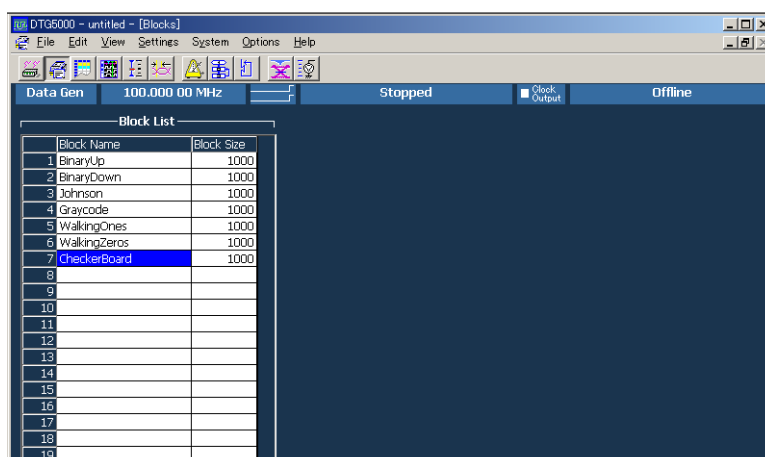 DTG5000 - untitled - [Blocks]
File Edit View Settings System Options Help
Data Gen 100.000 00 MHz Stopped Clock Output Offline
Block List
Block Name Block Size
1 BinaryUp 1000
2 BinaryDown 1000
3 Johnson 1000
4 Graycode 1000
5 WalkingOnes 1000
6 WalkingZeros 1000
7 CheckerBoard 1000
8
9
10
11
12
13
14
15
16
17
18
19